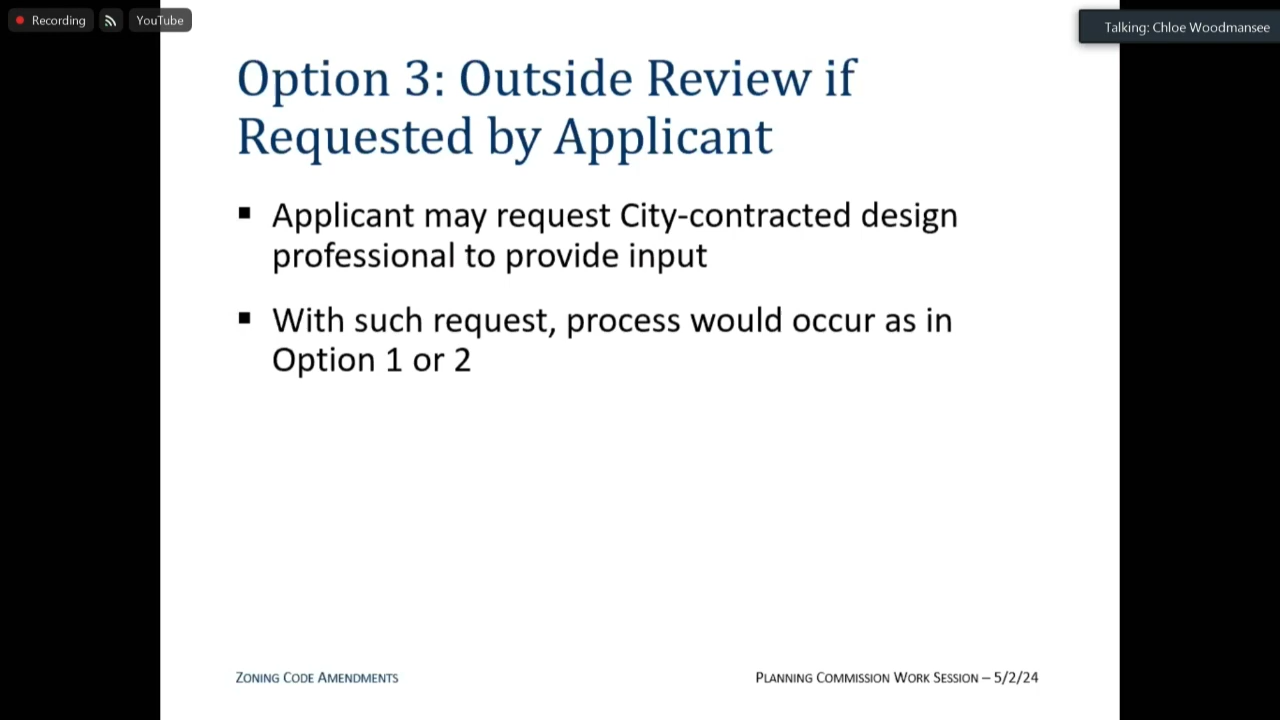 Recording
YouTube
Talking: Chloe Woodmansee
Option 3: Outside Review if
Requested by Applicant
▪ Applicant may request City-contracted design
professional to provide input
▪ With such request, process would occur as in
Option 1 or 2
ZONING CODE AMENDMENTS
PLANNING COMMISSION WORK SESSION – 5/2/24